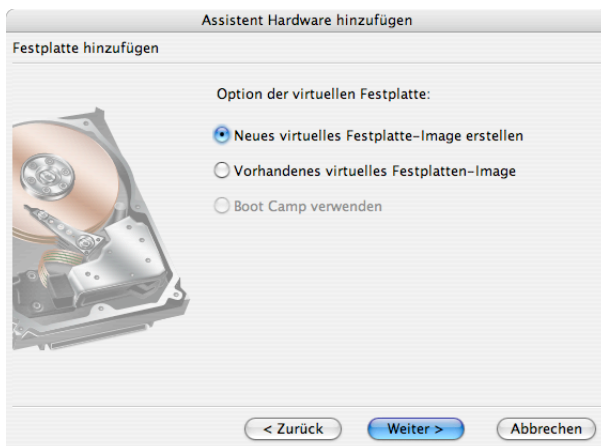 Assistent Hardware hinzufügen
Festplatte hinzufügen
Option der virtuellen Festplatte:
Neues virtuelles Festplatte-Image erstellen
Vorhandenes virtuelles Festplatten-Image
Boot Camp verwenden
< Zurück
Weiter >
Abbrechen